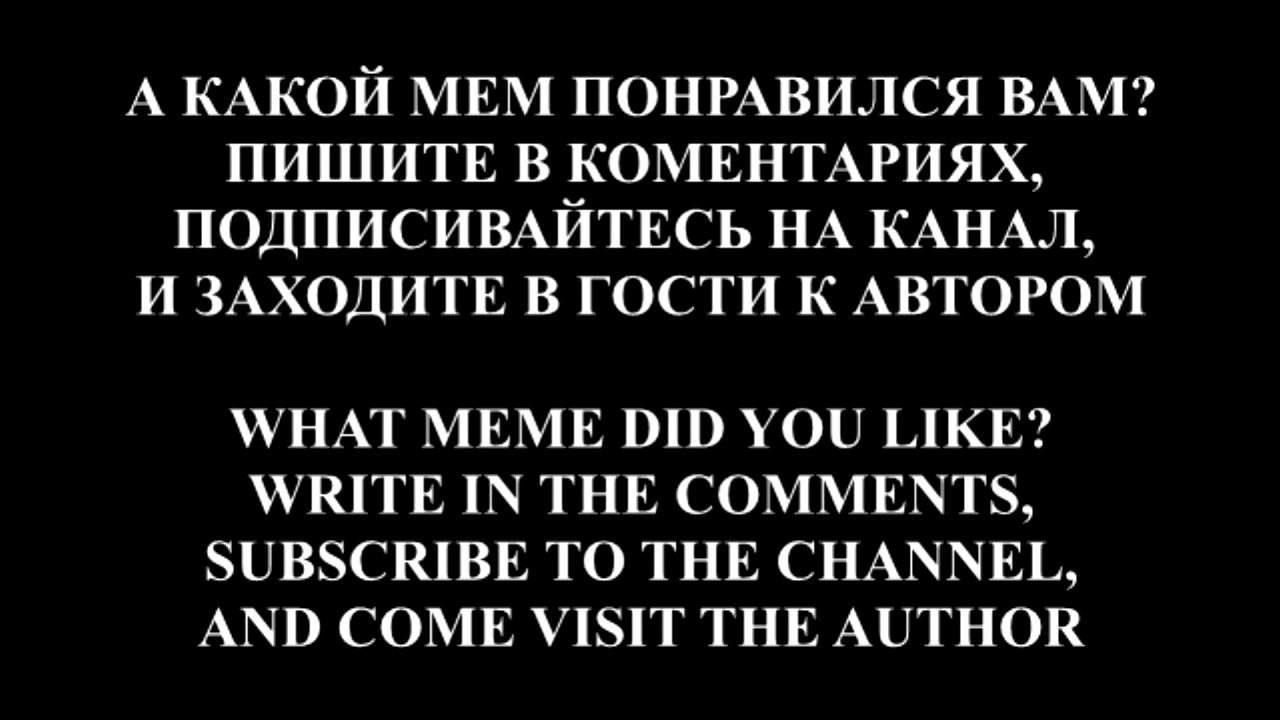 А КАКОЙ МЕМ ПОНРАВИЛСЯ ВАМ?
ПИШИТЕ В КОМЕНТАРИЯХ,
ПОДПИСИВАЙТЕСЬ НА КАНАЛ,
И ЗАХОДИТЕ В ГОСТИ К АВТОРОМ
WHAT MEME DID YOU LIKE?
WRITE IN THE COMMENTS,
SUBSCRIBE TO THE CHANNEL,
AND COME VISIT THE AUTHOR